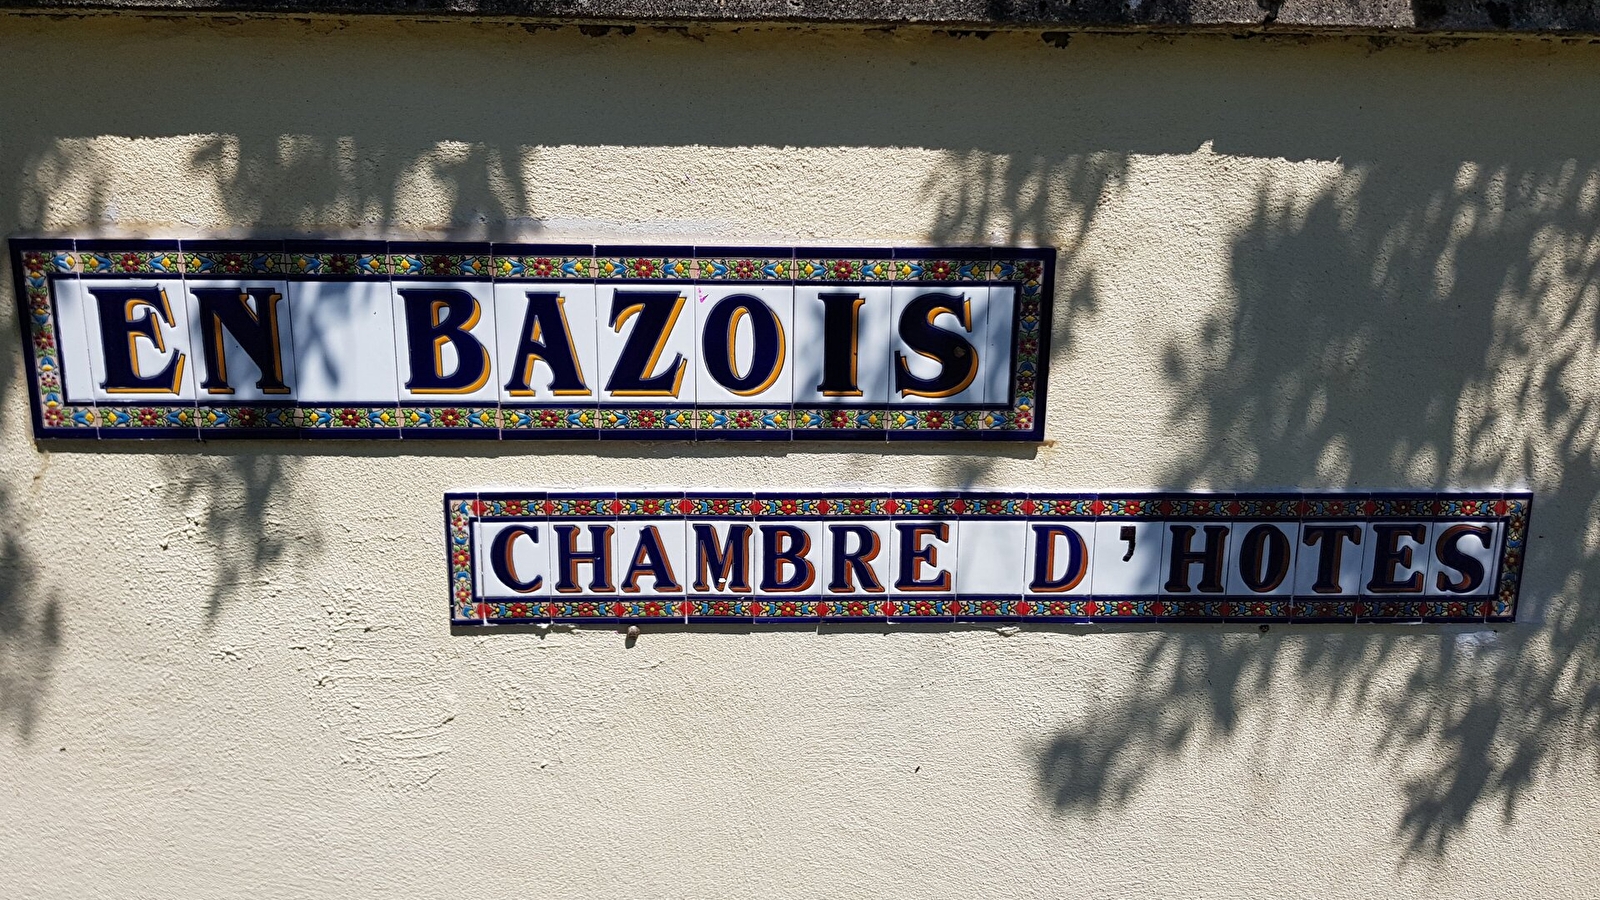 EN BAZOIS
CHAMBRE D'HOTES